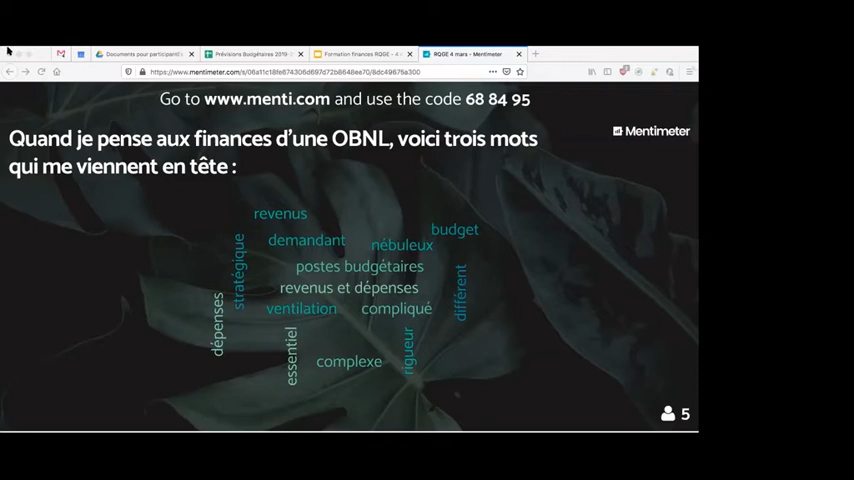 Documents pour participantE
Prévisions Budgétaires 2019
Formation finances RQGE - 4
RQGE 4 mars - Mentimeter
https://www.mentimeter.com/s/06a11c18fe674306d697d72b8648ee70/8dc49675a300
Go to www.menti.com and use the code 68 84 95
Quand je pense aux finances d'une OBNL, voici trois mots
qui me viennent en tête :
Mentimeter
revenus
budget
demandant
nébuleux
stratégique
postes budgétaires
différent
revenus et dépenses
dépenses
ventilation
compliqué
essentiel
rigueur
complexe
5